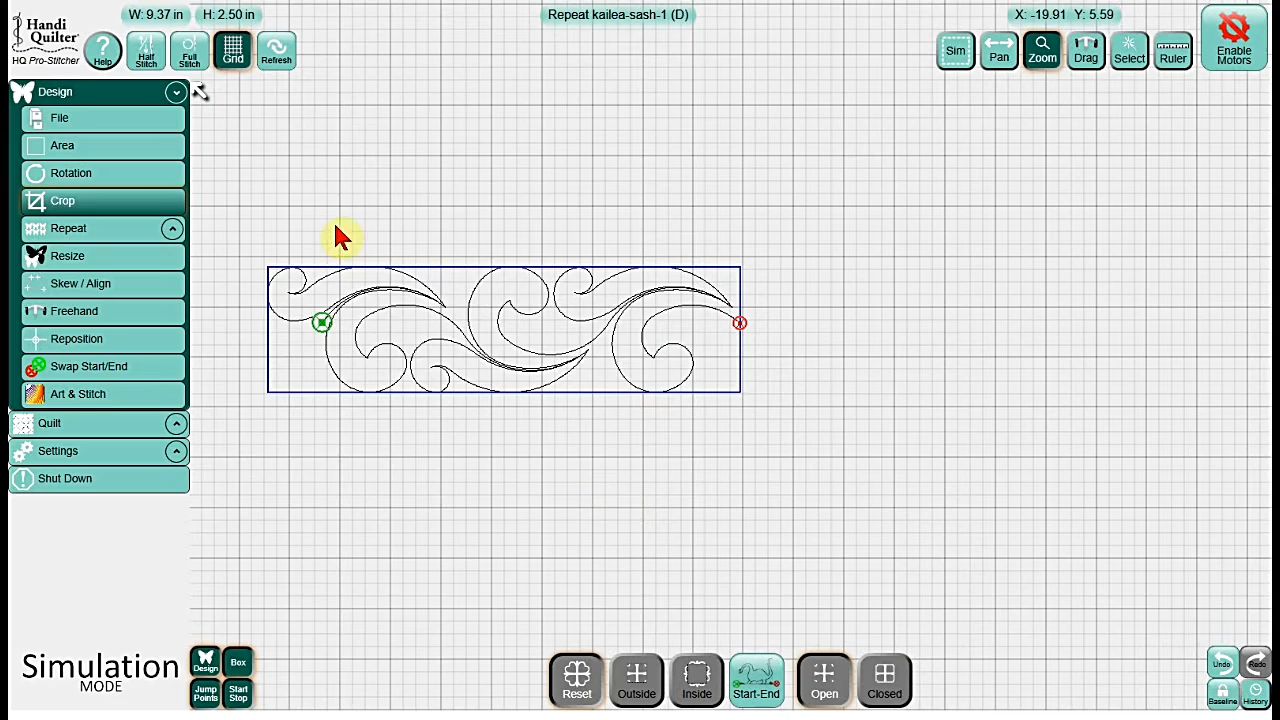 W: 9.37 in
H: 2.50 in
Repeat kailea-sash-1 (D)
X: -19.91 Y: 5.59
Handi
Quilter
HQ Pro-Stitcher
Help
Half
Stitch
Full
Stitch
Grid
Refresh
Sim
Pan
Zoom
Drag
Select
Ruler
Enable
Motors
Design
File
Area
Rotation
Crop
Repeat
Resize
Skew / Align
Freehand
Reposition
Swap Start/End
Art & Stitch
Quilt
Settings
Shut Down
Simulation
MODE
Design
Box
Jump
Points
Start
Stop
Reset
Outside
Inside
Start-End
Open
Closed
Undo
Redo
Baseline
History